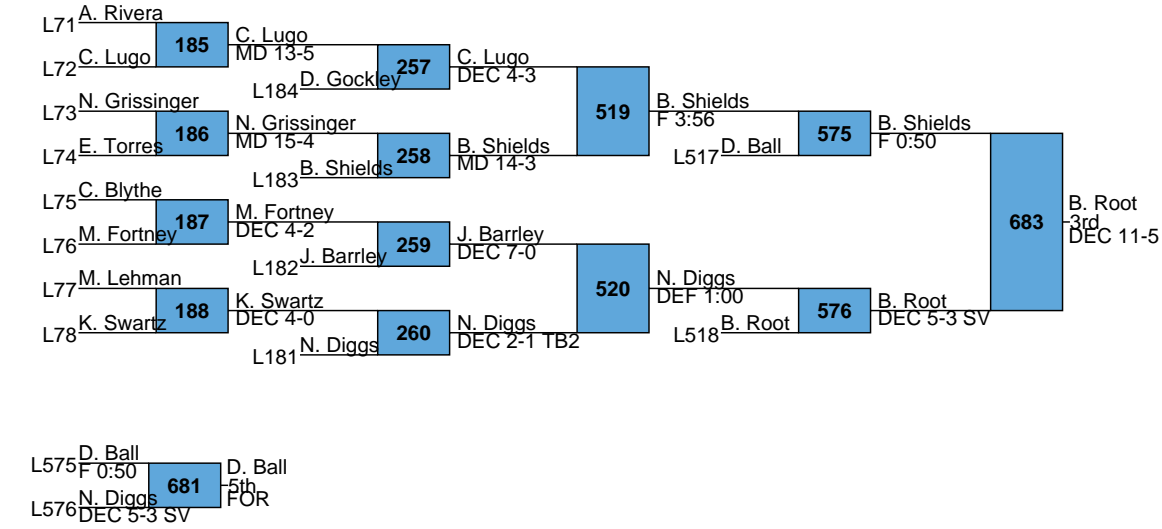 L71 A. Rivera
185
L72 C. Lugo
C. Lugo
MD 13-5
257
L184 D. Gockley
C. Lugo
DEC 4-3
L73 N. Grissinger
186
L74 E. Torres
N. Grissinger
MD 15-4
258
L183 B. Shields
B. Shields
MD 14-3
519
B. Shields
F 3:56
575
L517 D. Ball
B. Shields
F 0:50
L75 C. Blythe
187
L76 M. Fortney
M. Fortney
DEC 4-2
259
L182 J. Barrley
J. Barrley
DEC 7-0
L77 M. Lehman
188
L78 K. Swartz
K. Swartz
DEC 4-0
260
L181 N. Diggs
N. Diggs
DEC 2-1 TB2
520
N. Diggs
DEF 1:00
576
L518 B. Root
B. Root
DEC 5-3 SV
683
B. Root
3rd
DEC 11-5
L575 D. Ball
F 0:50
681
L576 N. Diggs
DEC 5-3 SV
D. Ball
5th
FOR